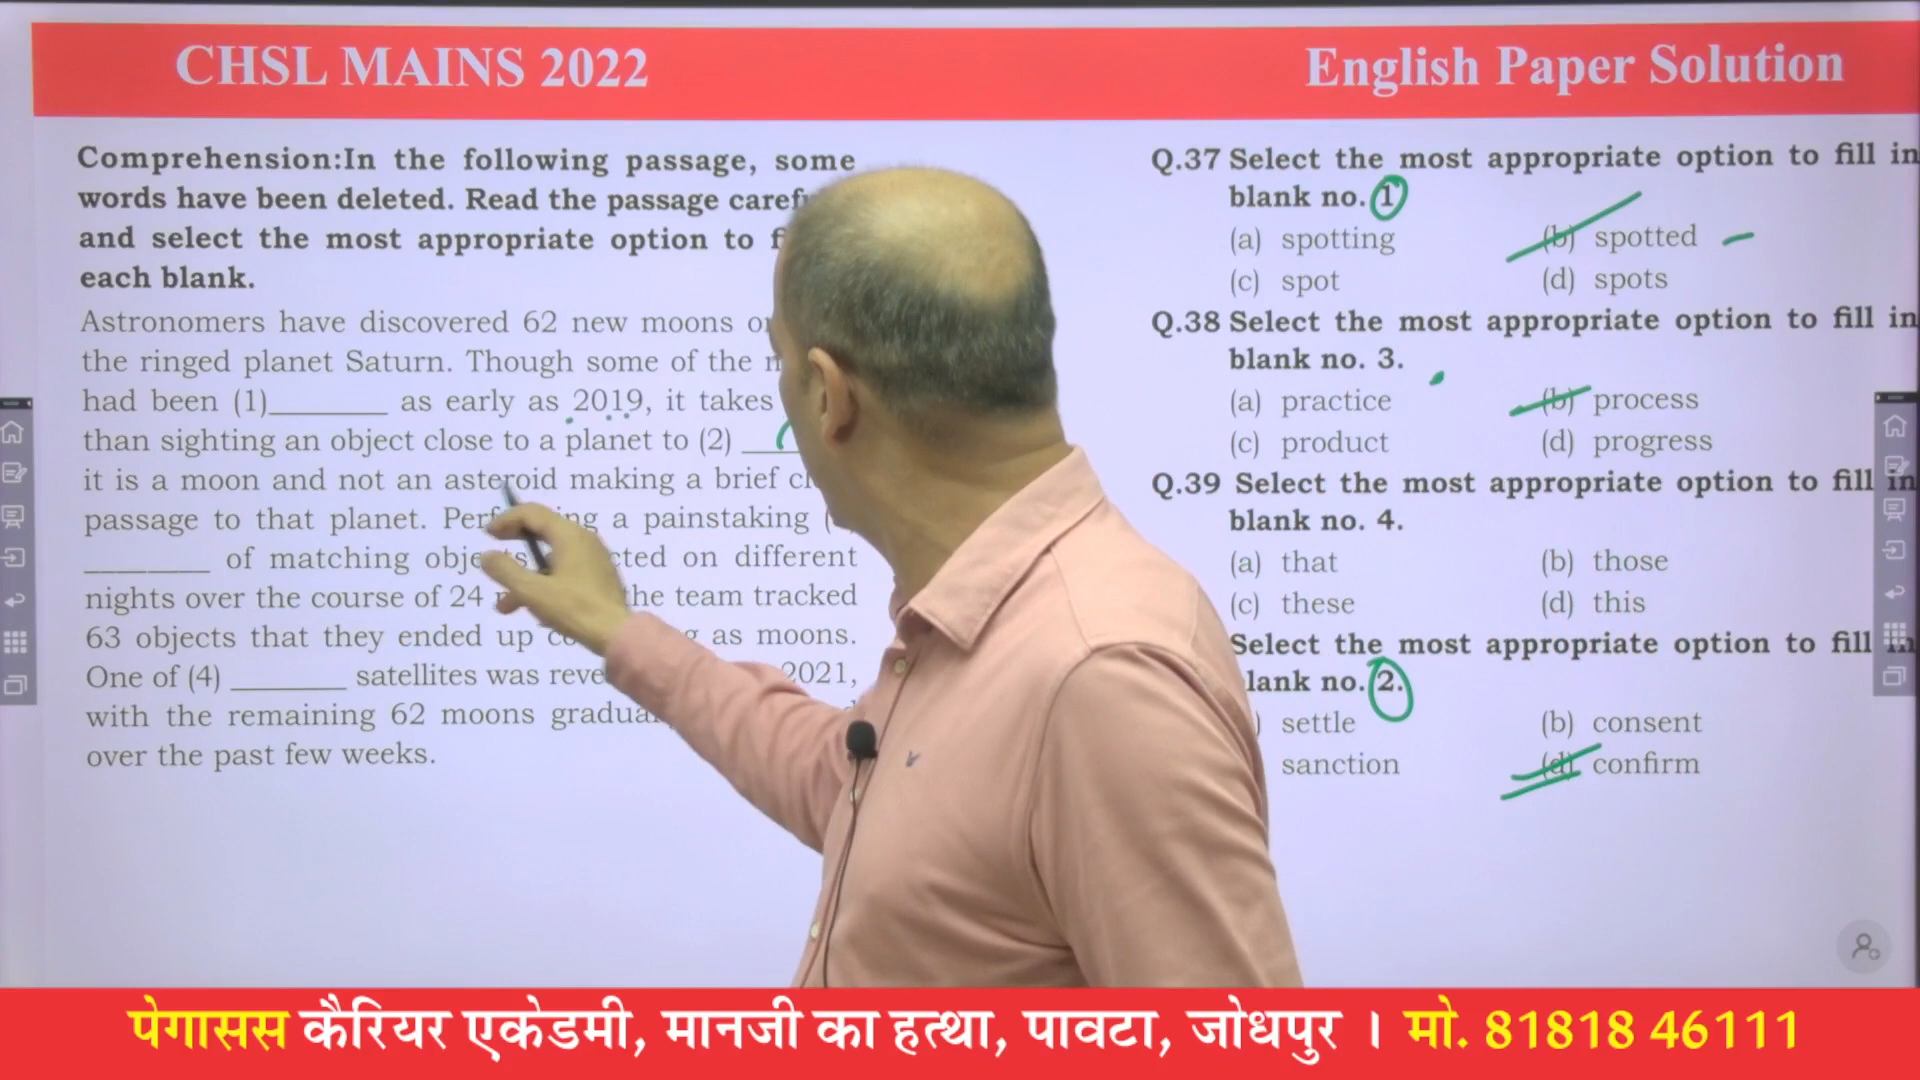 CHSL MAINS 2022
English Paper Solution
Comprehension:In the following passage, some
words have been deleted. Read the passage
and select the most appropriate option to
each blank.
Astronomers have discovered 62 new moons
the ringed planet Saturn. Though some of the
had been (1)________ as early as 2019, it takes
than sighting an object close to a planet to (2) ____
it is a moon and not an asteroid making a brief
passage to that planet. a painstaking
________ of matching on different
nights over the course of 24 the team tracked
63 objects that they ended up as moons.
One of (4) ________ satellites was 2021,
with the remaining 62 moons
over the past few weeks.
Q.37 Select the most appropriate option to fill in
blank no. 1
(a) spotting (b) spotted
(c) spot (d) spots
Q.38 Select the most appropriate option to fill in
blank no. 3.
(a) practice (b) process
(c) product (d) progress
Q.39 Select the most appropriate option to fill in
blank no. 4.
(a) that (b) those
(c) these (d) this
Select the most appropriate option to fill in
no. 2.
settle (b) consent
sanction (d) confirm
पेगासस कैरियर एकेडमी, मानजी का हत्था, पावटा, जोधपुर । मो. 81818 46111